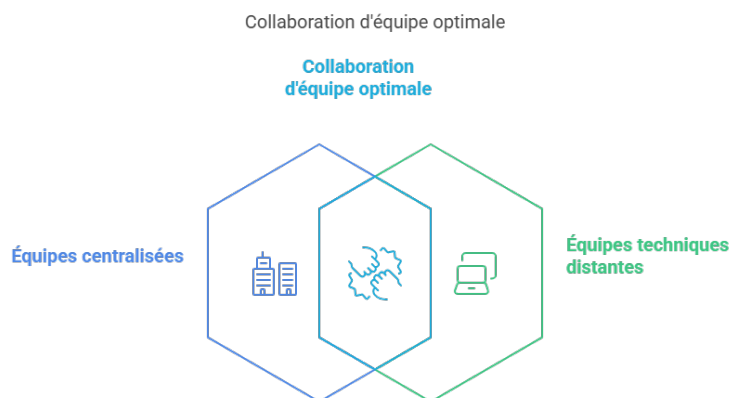 Collaboration d'équipe optimale
Collaboration
d'équipe optimale
Équipes centralisées
Équipes techniques
distantes